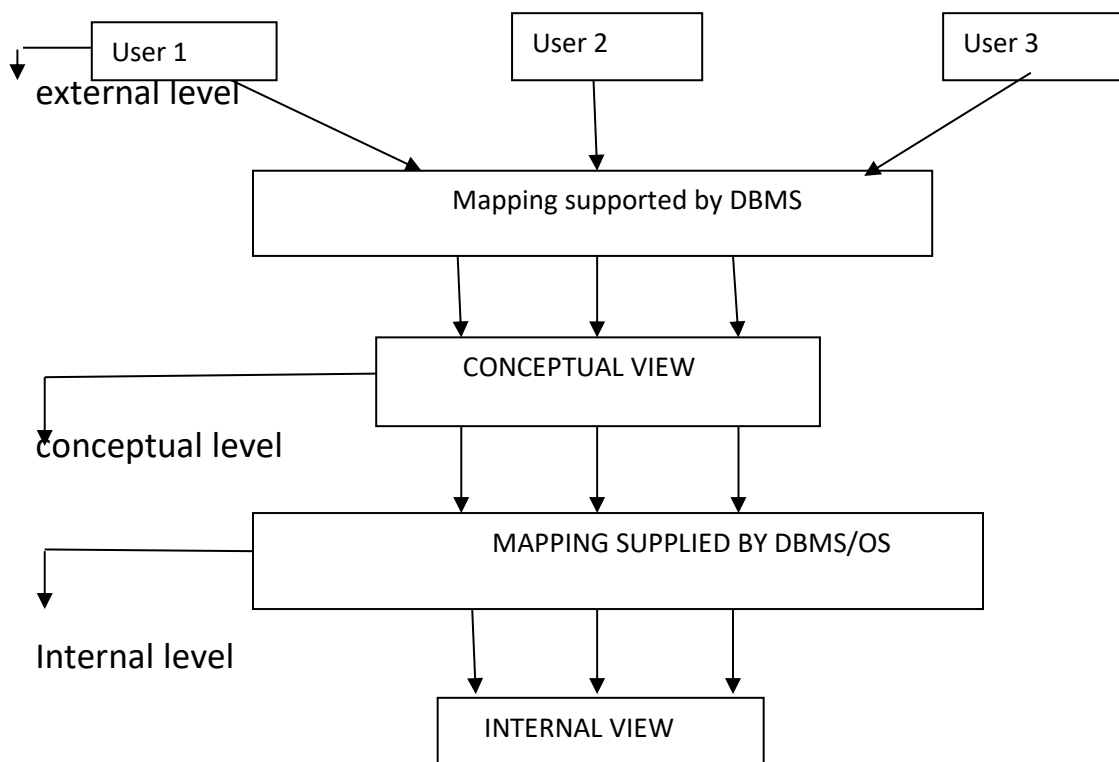 User 1
User 2
User 3
external level
Mapping supported by DBMS
CONCEPTUAL VIEW
conceptual level
MAPPING SUPPLIED BY DBMS/OS
Internal level
INTERNAL VIEW